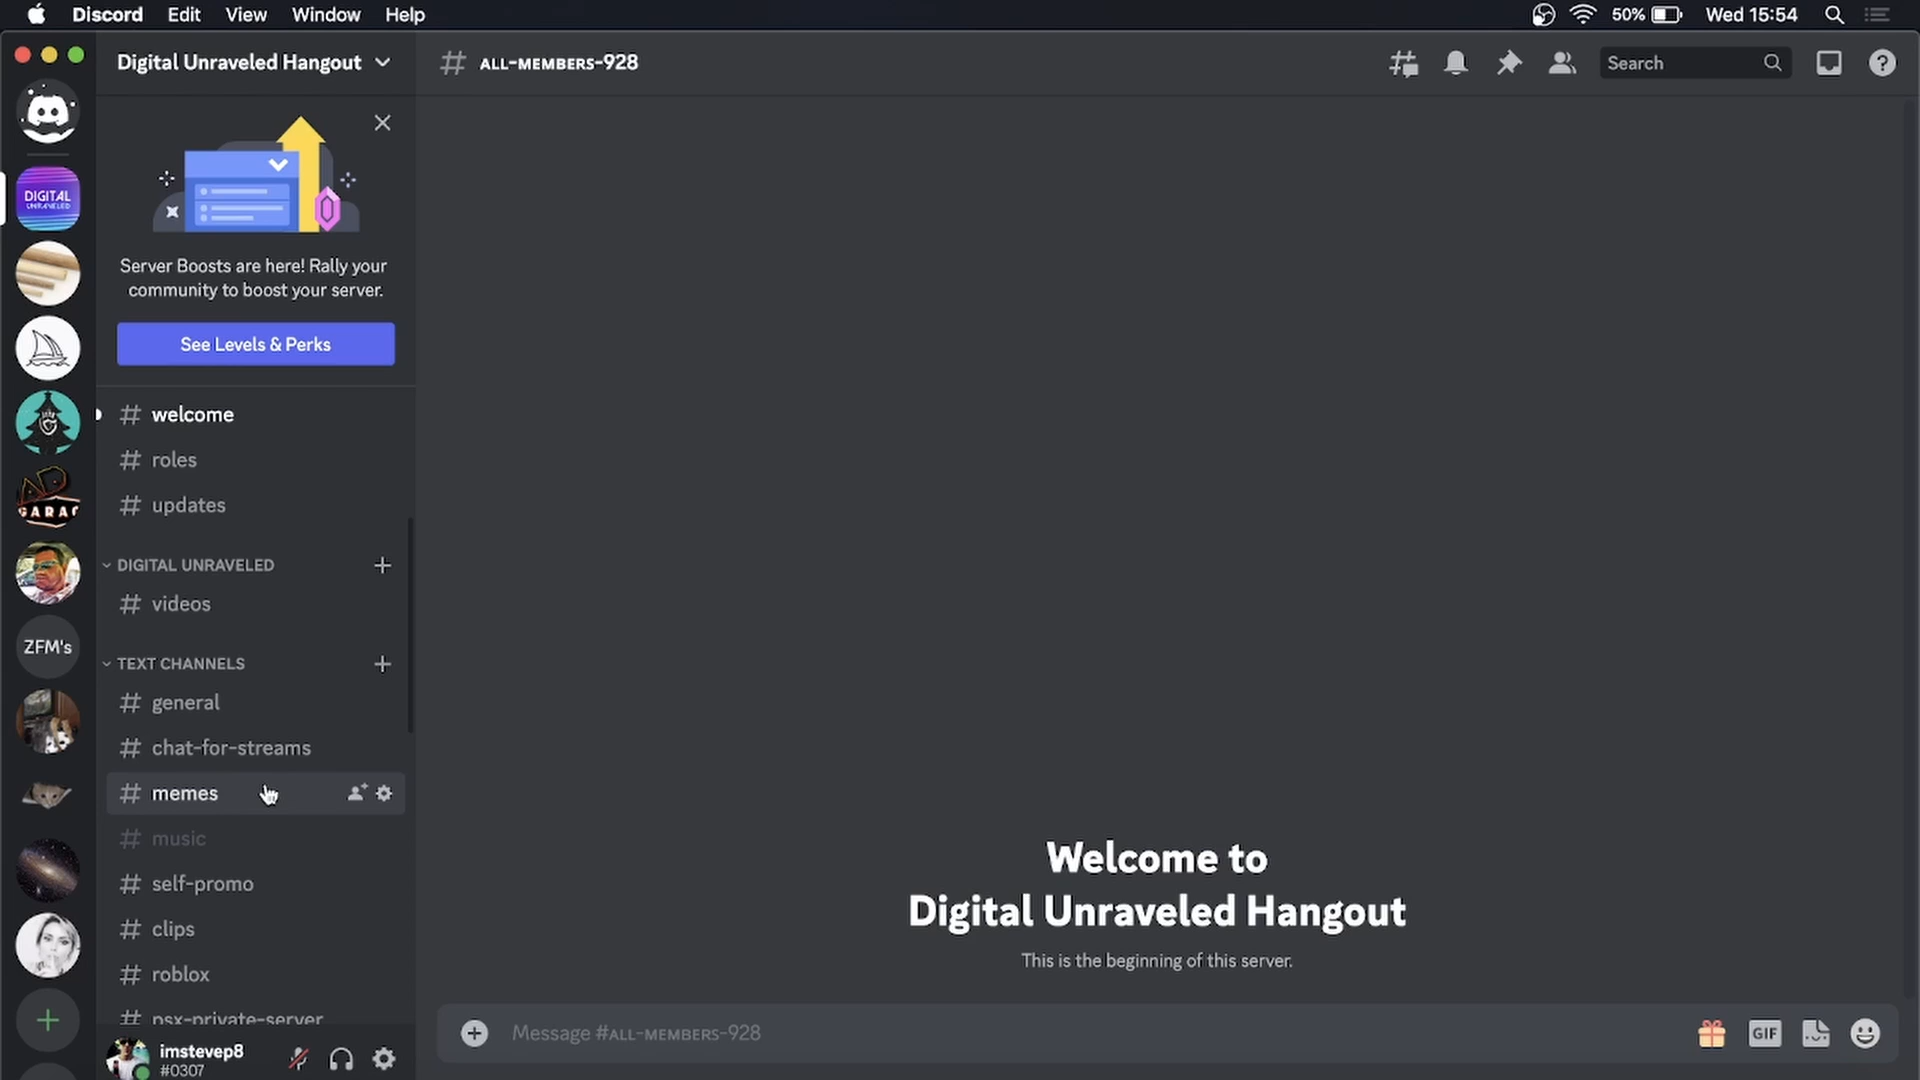 Discord Edit View Window Help
50% Wed 15:54
Digital Unraveled Hangout
ALL-MEMBERS-928
Search
DIGITAL
UNRAVELED
Server Boosts are here! Rally your
community to boost your server.
See Levels & Perks
welcome
roles
updates
DIGITAL UNRAVELED
videos
TEXT CHANNELS
general
chat-for-streams
memes
music
self-promo
clips
roblox
psx-private-server
ZFM's
imstevep8
#0307
Welcome to
Digital Unraveled Hangout
This is the beginning of this server.
Message #ALL-MEMBERS-928
GIF